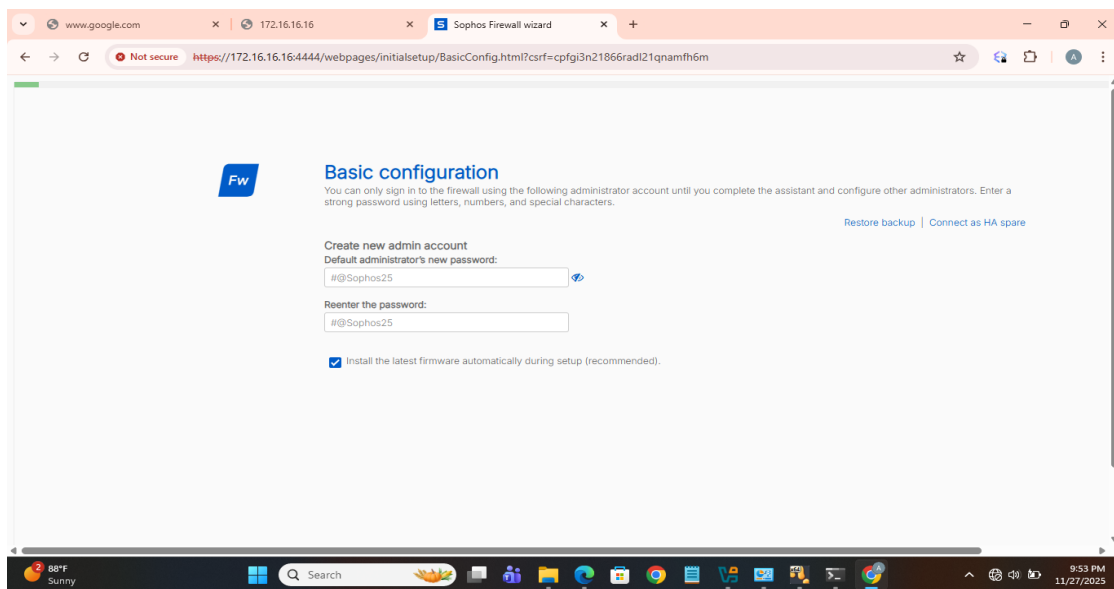 www.google.com
172.16.16.16
Sophos Firewall wizard
Not secure
https://172.16.16.16:4444/webpages/initialsetup/BasicConfig.html?csrf=cpfgi3n21866radl21qnamfh6m
A
Fw
Basic configuration
You can only sign in to the firewall using the following administrator account until you complete the assistant and configure other administrators. Enter a
strong password using letters, numbers, and special characters.
Restore backup | Connect as HA spare
Create new admin account
Default administrator's new password:
#@Sophos25
Reenter the password:
#@Sophos25
Install the latest firmware automatically during setup (recommended).
2
88°F
Sunny
Search
9:53 PM
11/27/2025